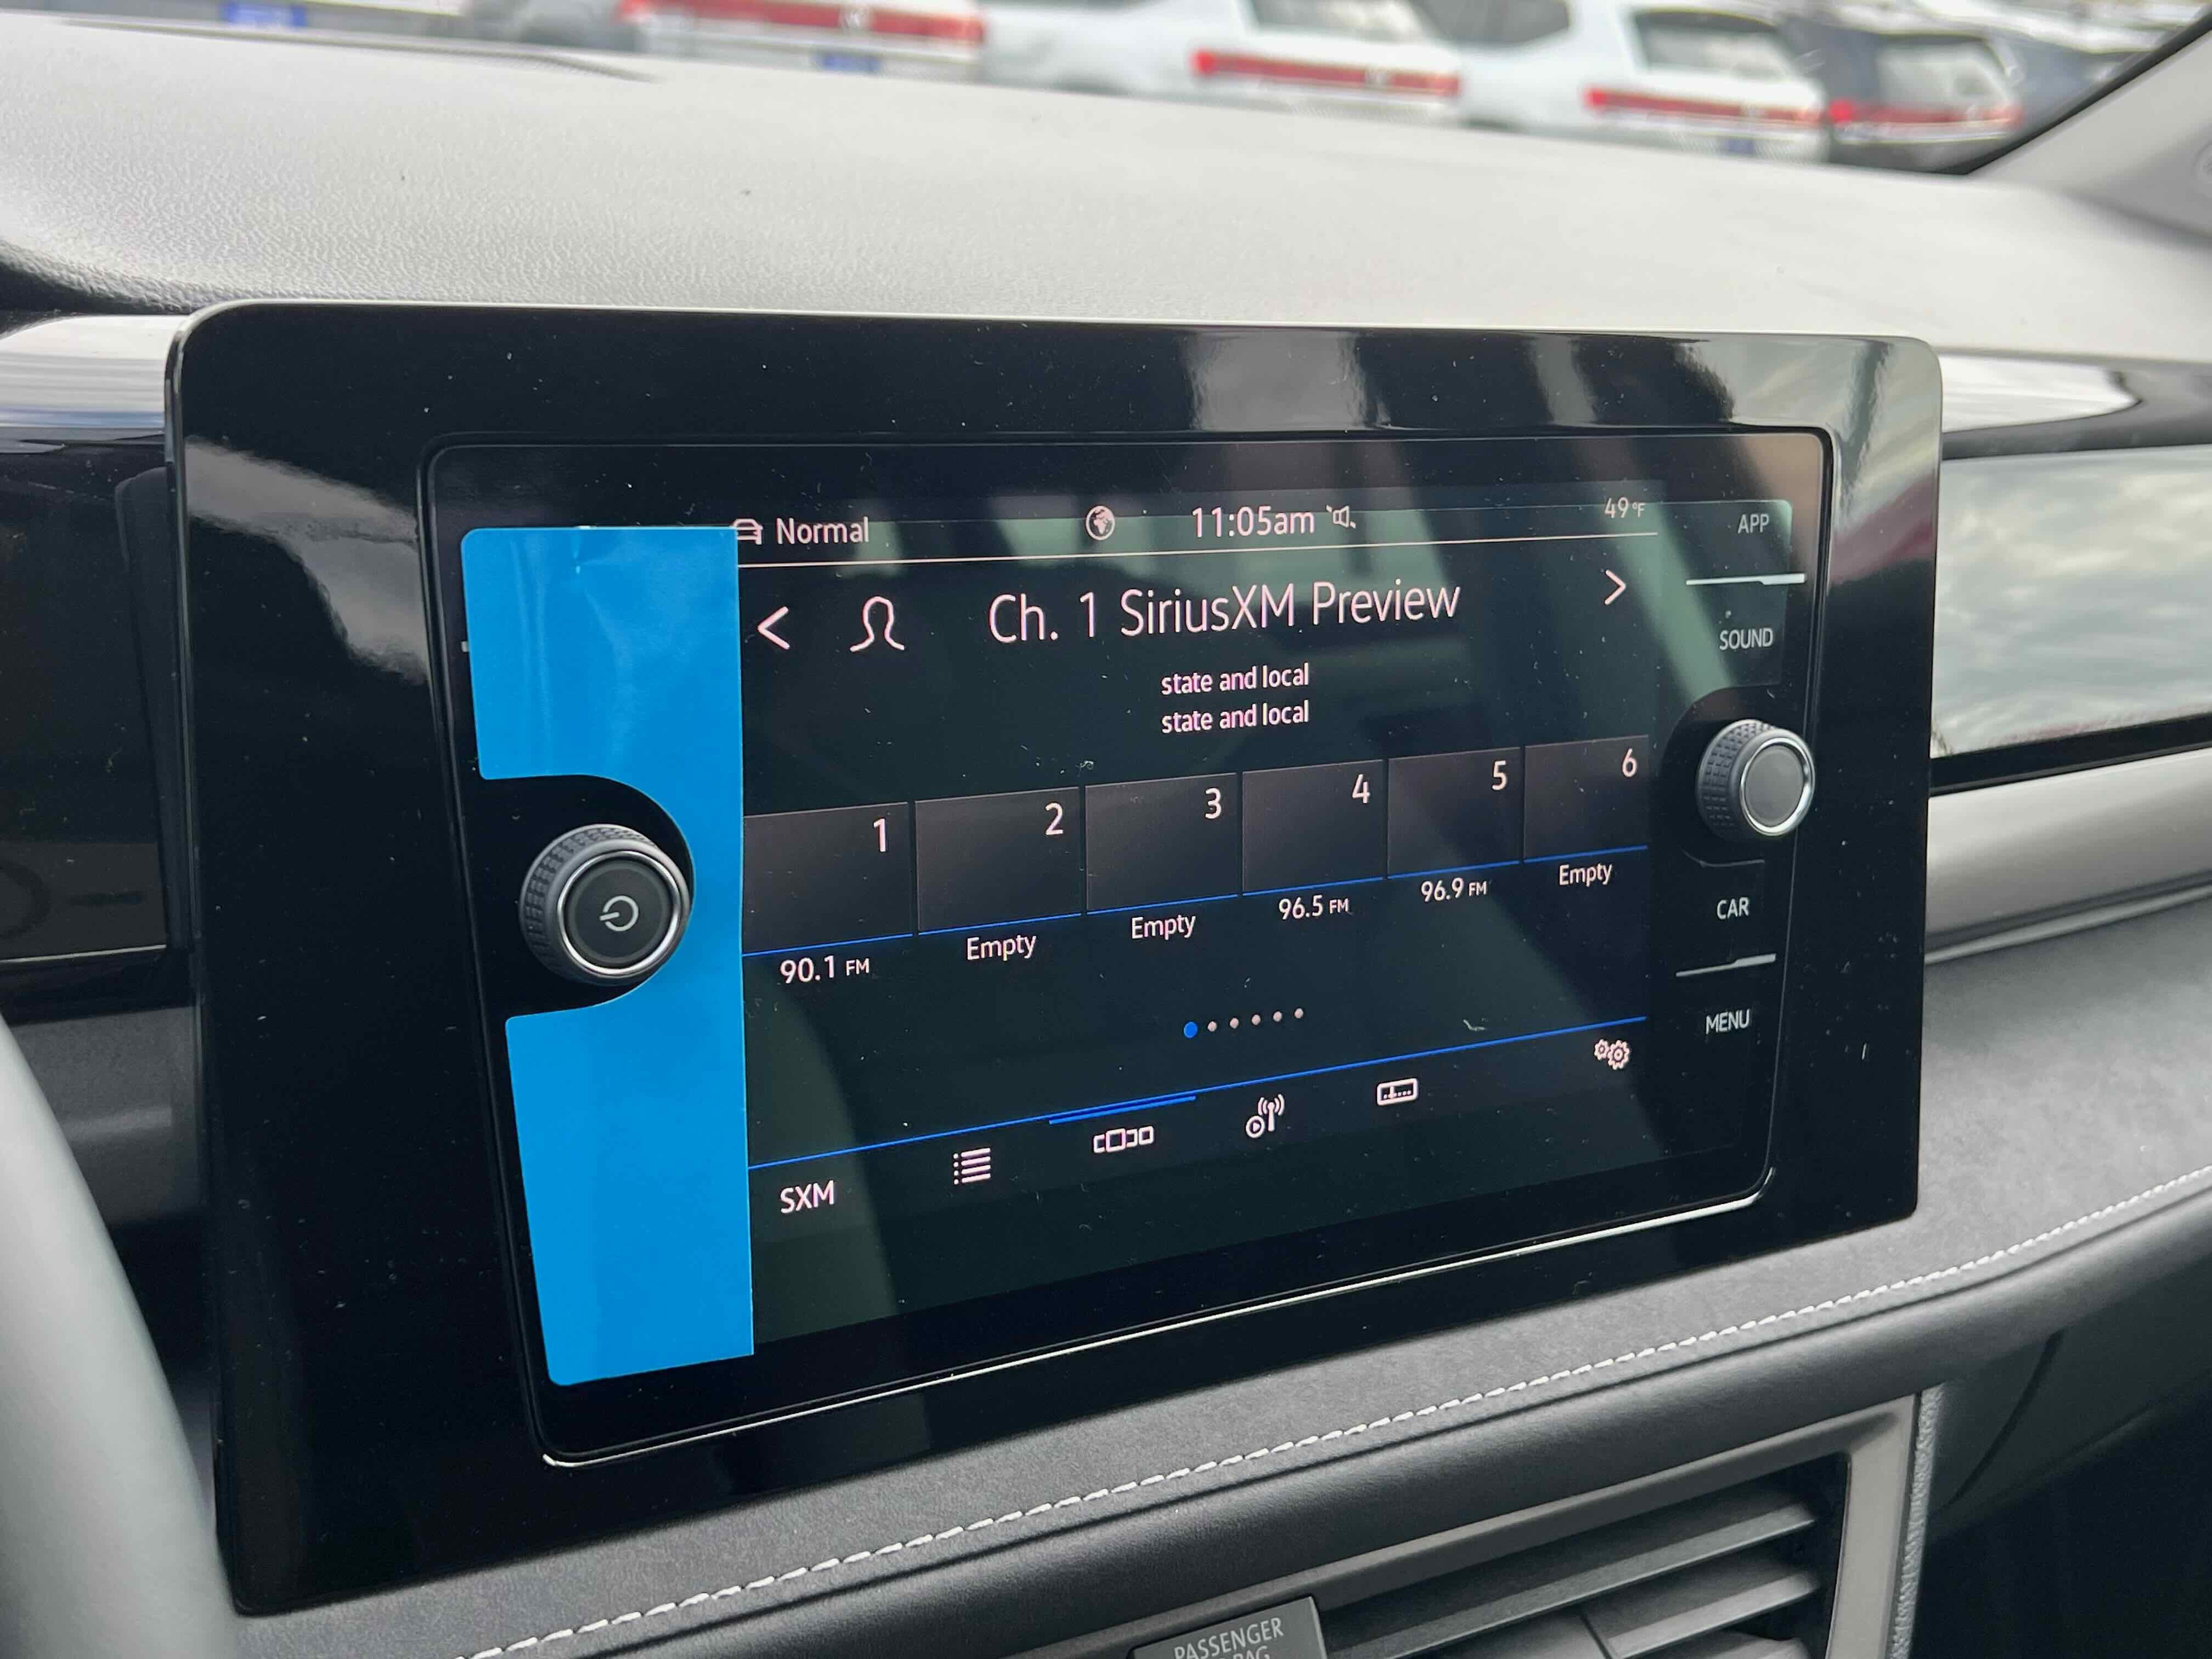 Normal 11:05am 49°F
APP
Ch. 1 SiriusXM Preview
SOUND
state and local
state and local
1 2 3 4 5 6
90.1 FM Empty Empty 96.5 FM 96.9 FM Empty
CAR
MENU
SXM
PASSENGER